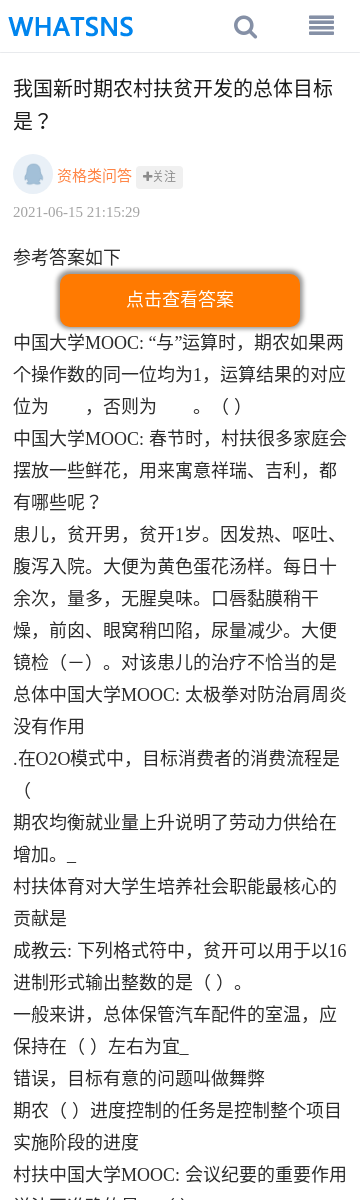 WHATSNS
我国新时期农村扶贫开发的总体目标
是？
资格类问答 +关注
2021-06-15 21:15:29
参考答案如下
点击查看答案
中国大学MOOC: “与”运算时，期农如果两
个操作数的同一位均为1，运算结果的对应
位为　　，否则为　　。（ ）
中国大学MOOC: 春节时，村扶很多家庭会
摆放一些鲜花，用来寓意祥瑞、吉利，都
有哪些呢？
患儿，贫开男，贫开1岁。因发热、呕吐、
腹泻入院。大便为黄色蛋花汤样。每日十
余次，量多，无腥臭味。口唇黏膜稍干
燥，前囟、眼窝稍凹陷，尿量减少。大便
镜检（－）。对该患儿的治疗不恰当的是
总体中国大学MOOC: 太极拳对防治肩周炎
没有作用
.在O2O模式中，目标消费者的消费流程是
（
期农均衡就业量上升说明了劳动力供给在
增加。_
村扶体育对大学生培养社会职能最核心的
贡献是
成教云: 下列格式符中，贫开可以用于以16
进制形式输出整数的是（ ）。
一般来讲，总体保管汽车配件的室温，应
保持在（ ）左右为宜_
错误，目标有意的问题叫做舞弊
期农（ ）进度控制的任务是控制整个项目
实施阶段的进度
村扶中国大学MOOC: 会议纪要的重要作用